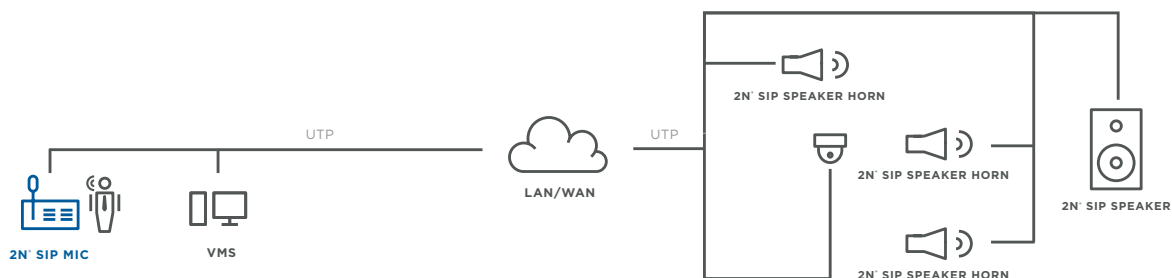 UTP
2N° SIP MIC
VMS
LAN/WAN
UTP
2N° SIP SPEAKER HORN
2N° SIP SPEAKER HORN
2N° SIP SPEAKER HORN
2N° SIP SPEAKER